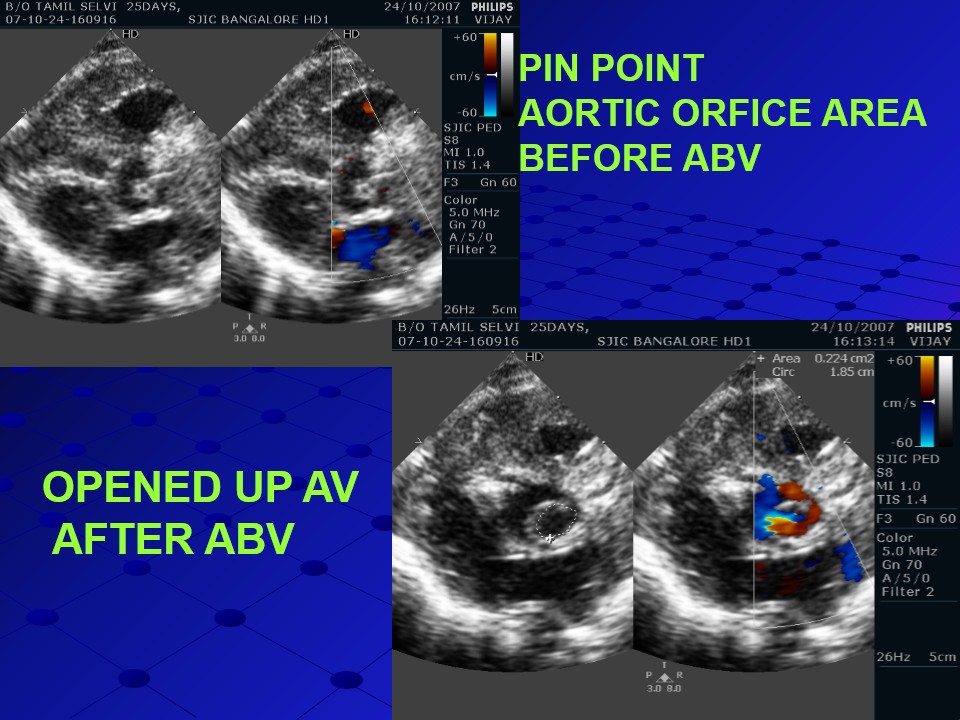 B/O TAMIL SELVI 25DAYS, 24/10/2007 PHILIPS
07-10-24-160916 SJIC BANGALORE HD1 16:12:11 VIJAY
HD HD
+60
cm/s
-60
SJIC PED
S8
MI 1.0
TIS 1.4
F3 Gn 60
Color
5.0 MHz
Gn 70
A/5/0
Filter 2
26Hz 5cm
T
P R
3.0 8.0
PIN POINT
AORTIC ORFICE AREA
BEFORE ABV
B/O TAMIL SELVI 25DAYS, 24/10/2007 PHILIPS
07-10-24-160916 SJIC BANGALORE HD1 16:13:14 VIJAY
HD
+ Area 0.224 cm2
Circ 1.85 cm
+60
cm/s
-60
SJIC PED
S8
MI 1.0
TIS 1.4
F3 Gn 60
Color
5.0 MHz
Gn 70
A/5/0
Filter 2
26Hz 5cm
T
P R
3.0 8.0
OPENED UP AV
AFTER ABV